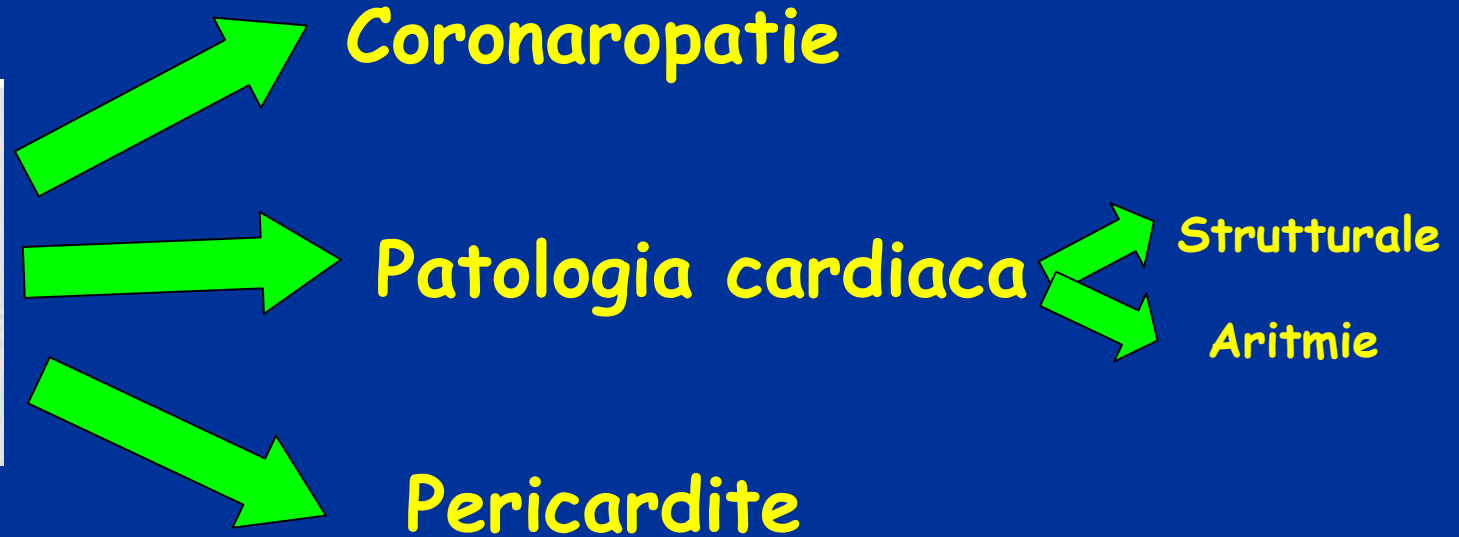 Coronaropatie
Patologia cardiaca
Strutturale
Aritmie
Pericardite